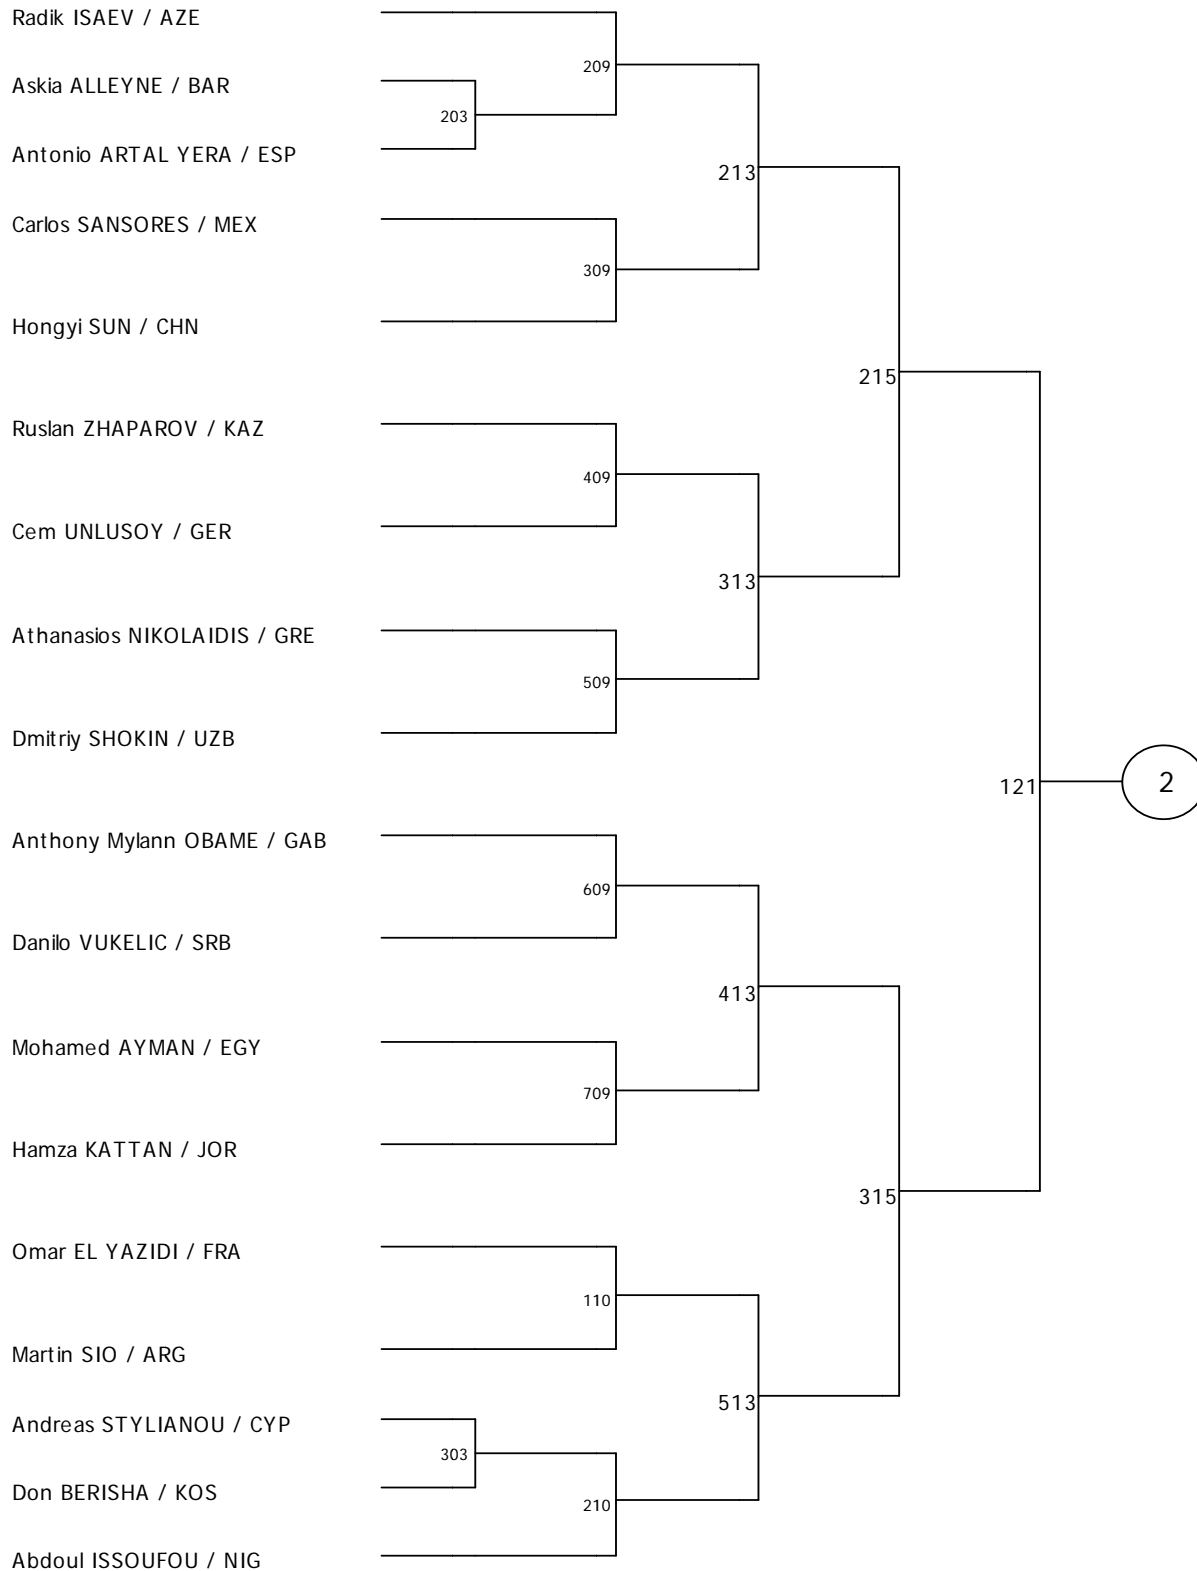 Radik ISAEV / AZE
209
Askia ALLEYNE / BAR
203
Antonio ARTAL YERA / ESP
213
Carlos SANSORES / MEX
309
Hongyi SUN / CHN
215
Ruslan ZHAPAROV / KAZ
409
Cem UNLUSOY / GER
313
Athanasios NIKOLAIDIS / GRE
509
Dmitriy SHOKIN / UZB
121
2
Anthony Mylann OBAME / GAB
609
Danilo VUKELIC / SRB
413
Mohamed AYMAN / EGY
709
Hamza KATTAN / JOR
315
Omar EL YAZIDI / FRA
110
Martin SIO / ARG
513
Andreas STYLIANOU / CYP
303
Don BERISHA / KOS
210
Abdoul ISSOUFOU / NIG